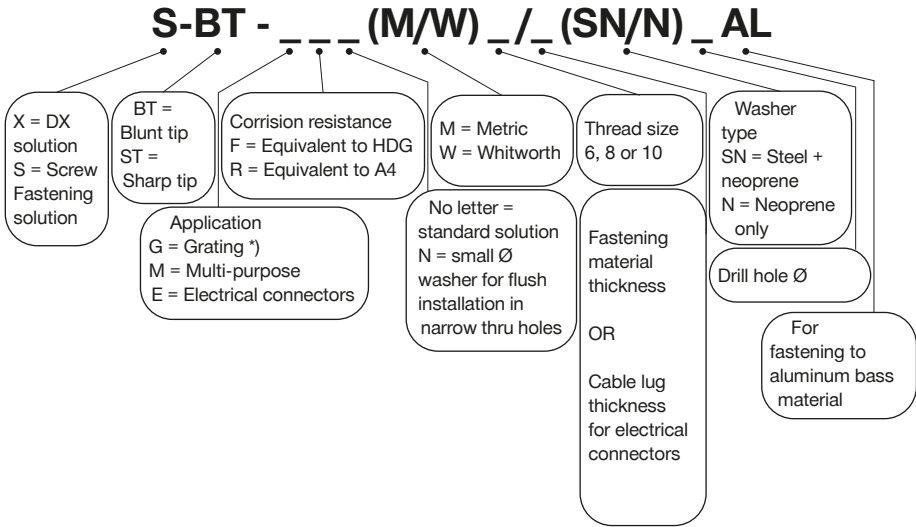 S-BT - _ _ _ (M/W) _ /_ (SN/N) _ AL
X = DX
solution
S = Screw
Fastening
solution
BT =
Blunt tip
ST =
Sharp tip
Corrision resistance
F = Equivalent to HDG
R = Equivalent to A4
Application
G = Grating *)
M = Multi-purpose
E = Electrical connectors
M = Metric
W = Whitworth
No letter =
standard solution
N = small Ø
washer for flush
installation in
narrow thru holes
Thread size
6, 8 or 10
Fastening
material
thickness
OR
Cable lug
thickness
for electrical
connectors
Washer
type
SN = Steel +
neoprene
N = Neoprene
only
Drill hole Ø
For
fastening to
aluminum bass
material